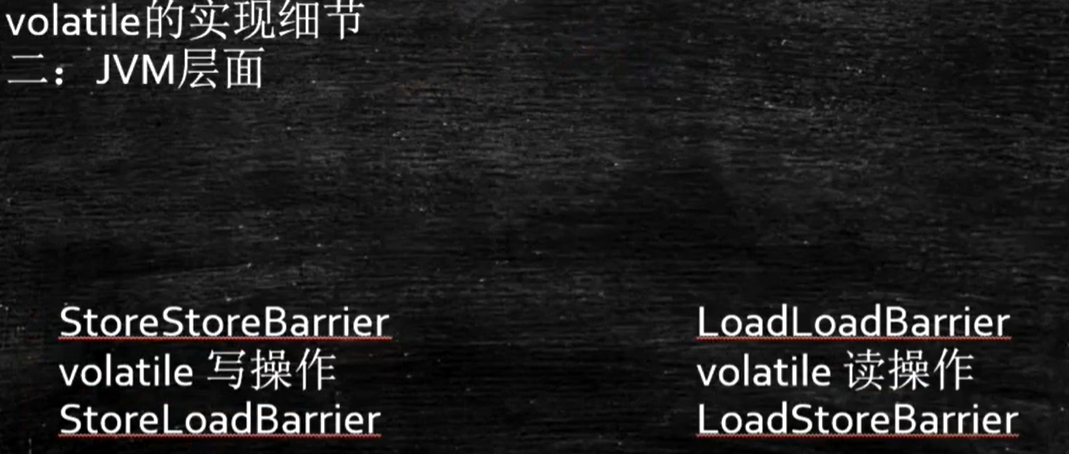 volatile的实现细节
二：JVM层面
StoreStoreBarrier
volatile 写操作
StoreLoadBarrier
LoadLoadBarrier
volatile 读操作
LoadStoreBarrier